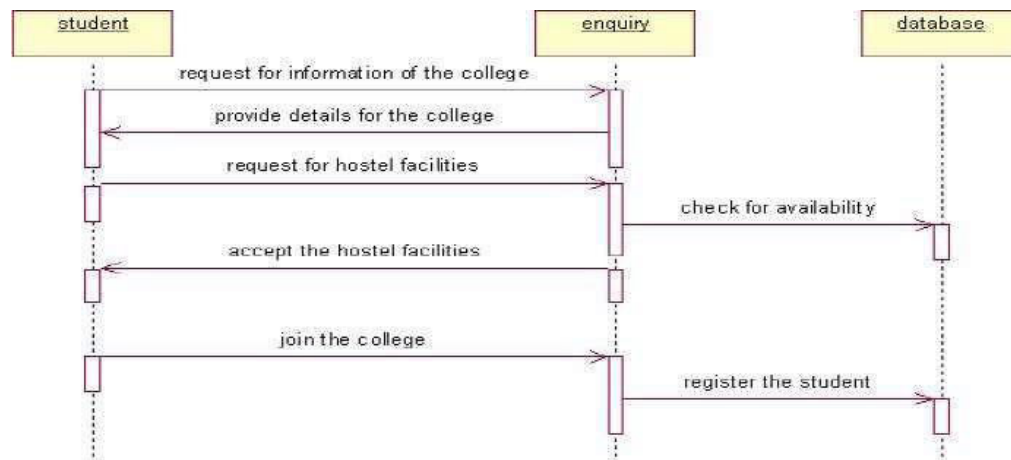 student
enquiry
database
request for information of the college
provide details for the college
request for hostel facilities
check for availability
accept the hostel facilities
join the college
register the student